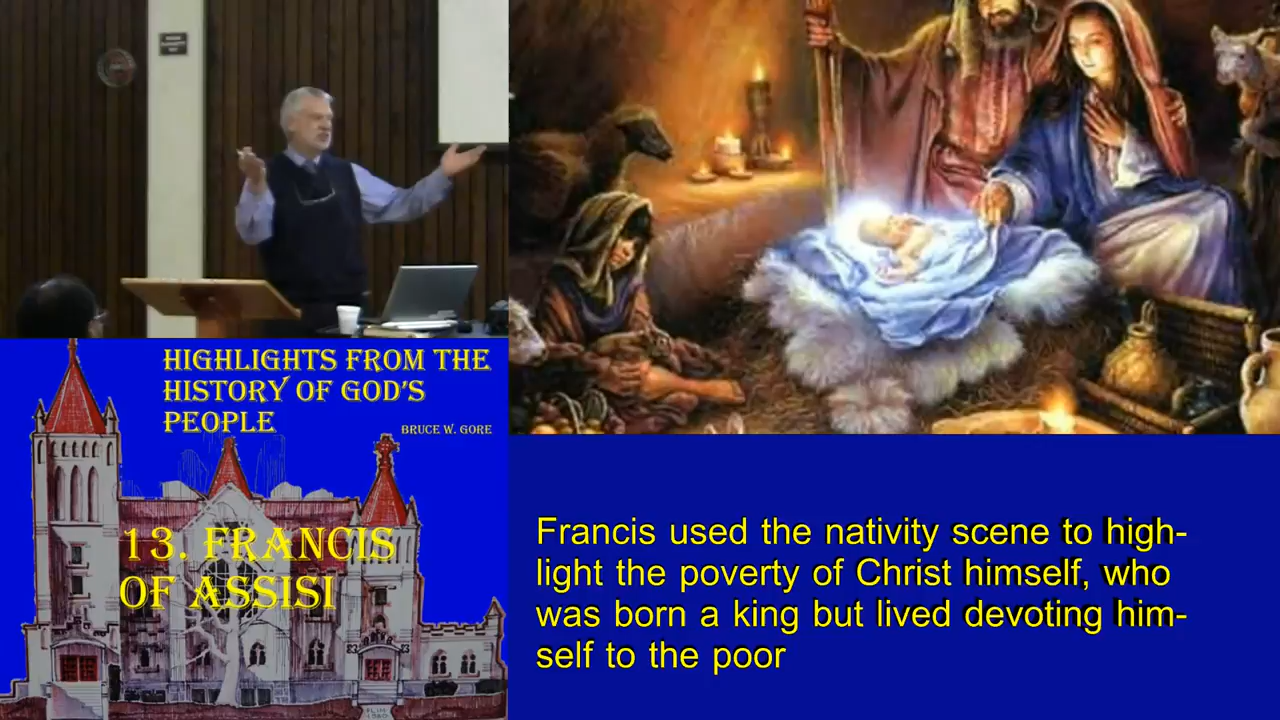 HIGHLIGHTS FROM THE
HISTORY OF GOD'S
PEOPLE
BRUCE W. GORE
13. FRANCIS
OF ASSISI
Francis used the nativity scene to high-
light the poverty of Christ himself, who
was born a king but lived devoting him-
self to the poor